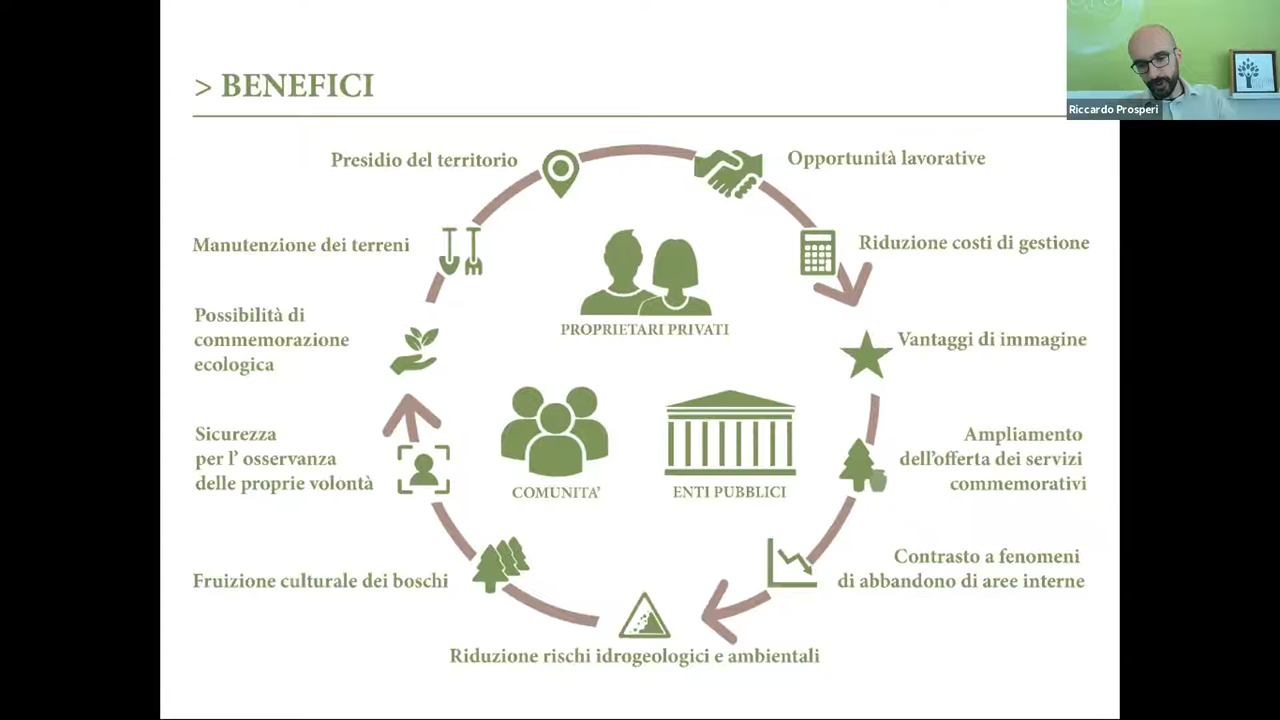 > BENEFICI
Riccardo Prosperi
Presidio del territorio
Opportunità lavorative
Manutenzione dei terreni
Riduzione costi di gestione
Possibilità di
commemorazione
ecologica
PROPRIETARI PRIVATI
Vantaggi di immagine
Sicurezza
per l' osservanza
delle proprie volontà
COMUNITA'
ENTI PUBBLICI
Ampliamento
dell'offerta dei servizi
commemorativi
Fruizione culturale dei boschi
Contrasto a fenomeni
di abbandono di aree interne
Riduzione rischi idrogeologici e ambientali